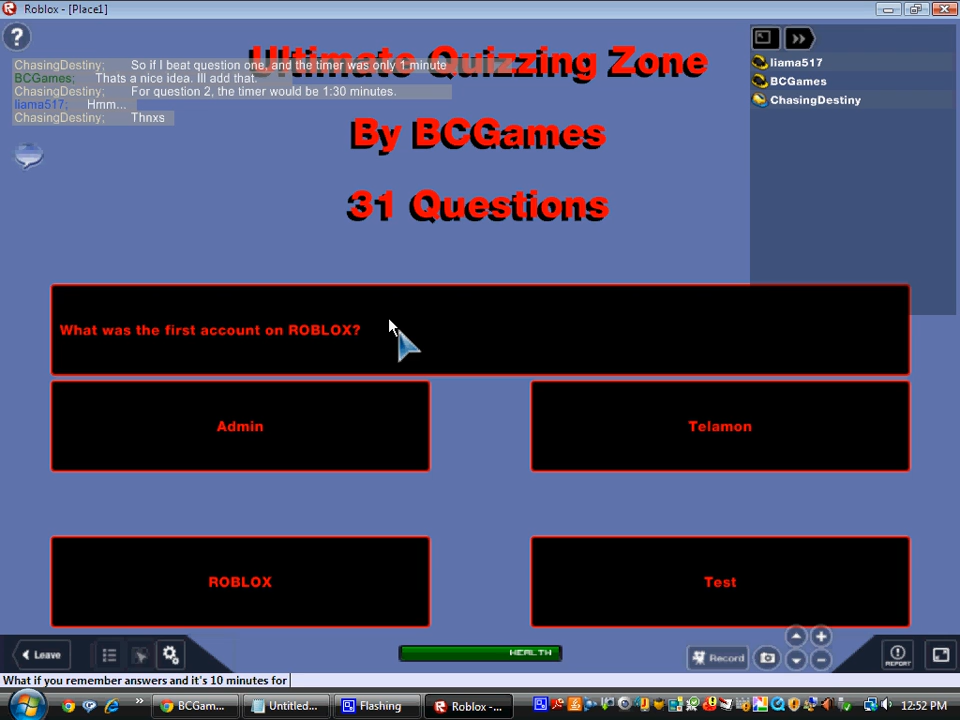 Roblox - [Place1]
Ultimate Quizzing Zone
ChasingDestiny; So if I beat question one, and the timer was only 1 minute
BCGames; Thats a nice idea. Ill add that.
ChasingDestiny; For question 2, the timer would be 1:30 minutes.
liama517; Hmm...
ChasingDestiny; Thnxs
liama517
BCGames
ChasingDestiny
By BCGames
31 Questions
What was the first account on ROBLOX?
Admin
Telamon
ROBLOX
Test
Leave
HEALTH
Record
REPORT
What if you remember answers and it's 10 minutes for
BCGam...
Untitled...
Flashing
Roblox -...
12:52 PM